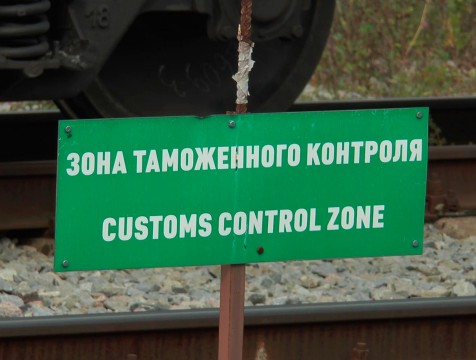 ЗОНА ТАМОЖЕННОГО КОНТРОЛЯ
CUSTOMS CONTROL ZONE